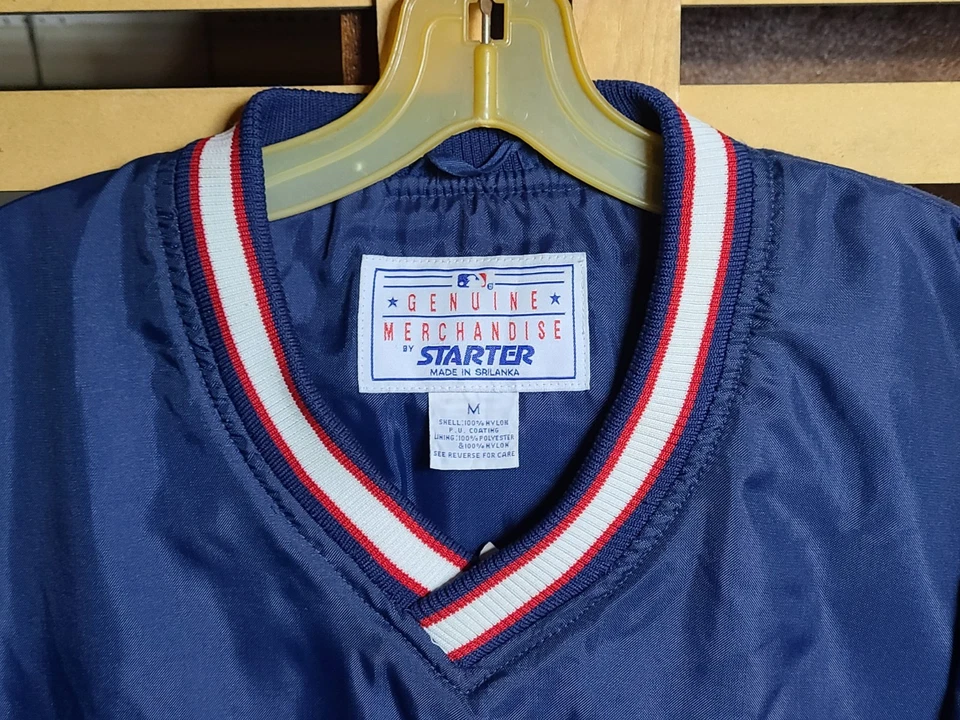 GENUINE
MERCHANDISE
BY STARTER
MADE IN SRILANKA
M
SHELL:100% NYLON
P.U. COATING
LINING:100% POLYESTER
&100% NYLON
SEE REVERSE FOR CARE